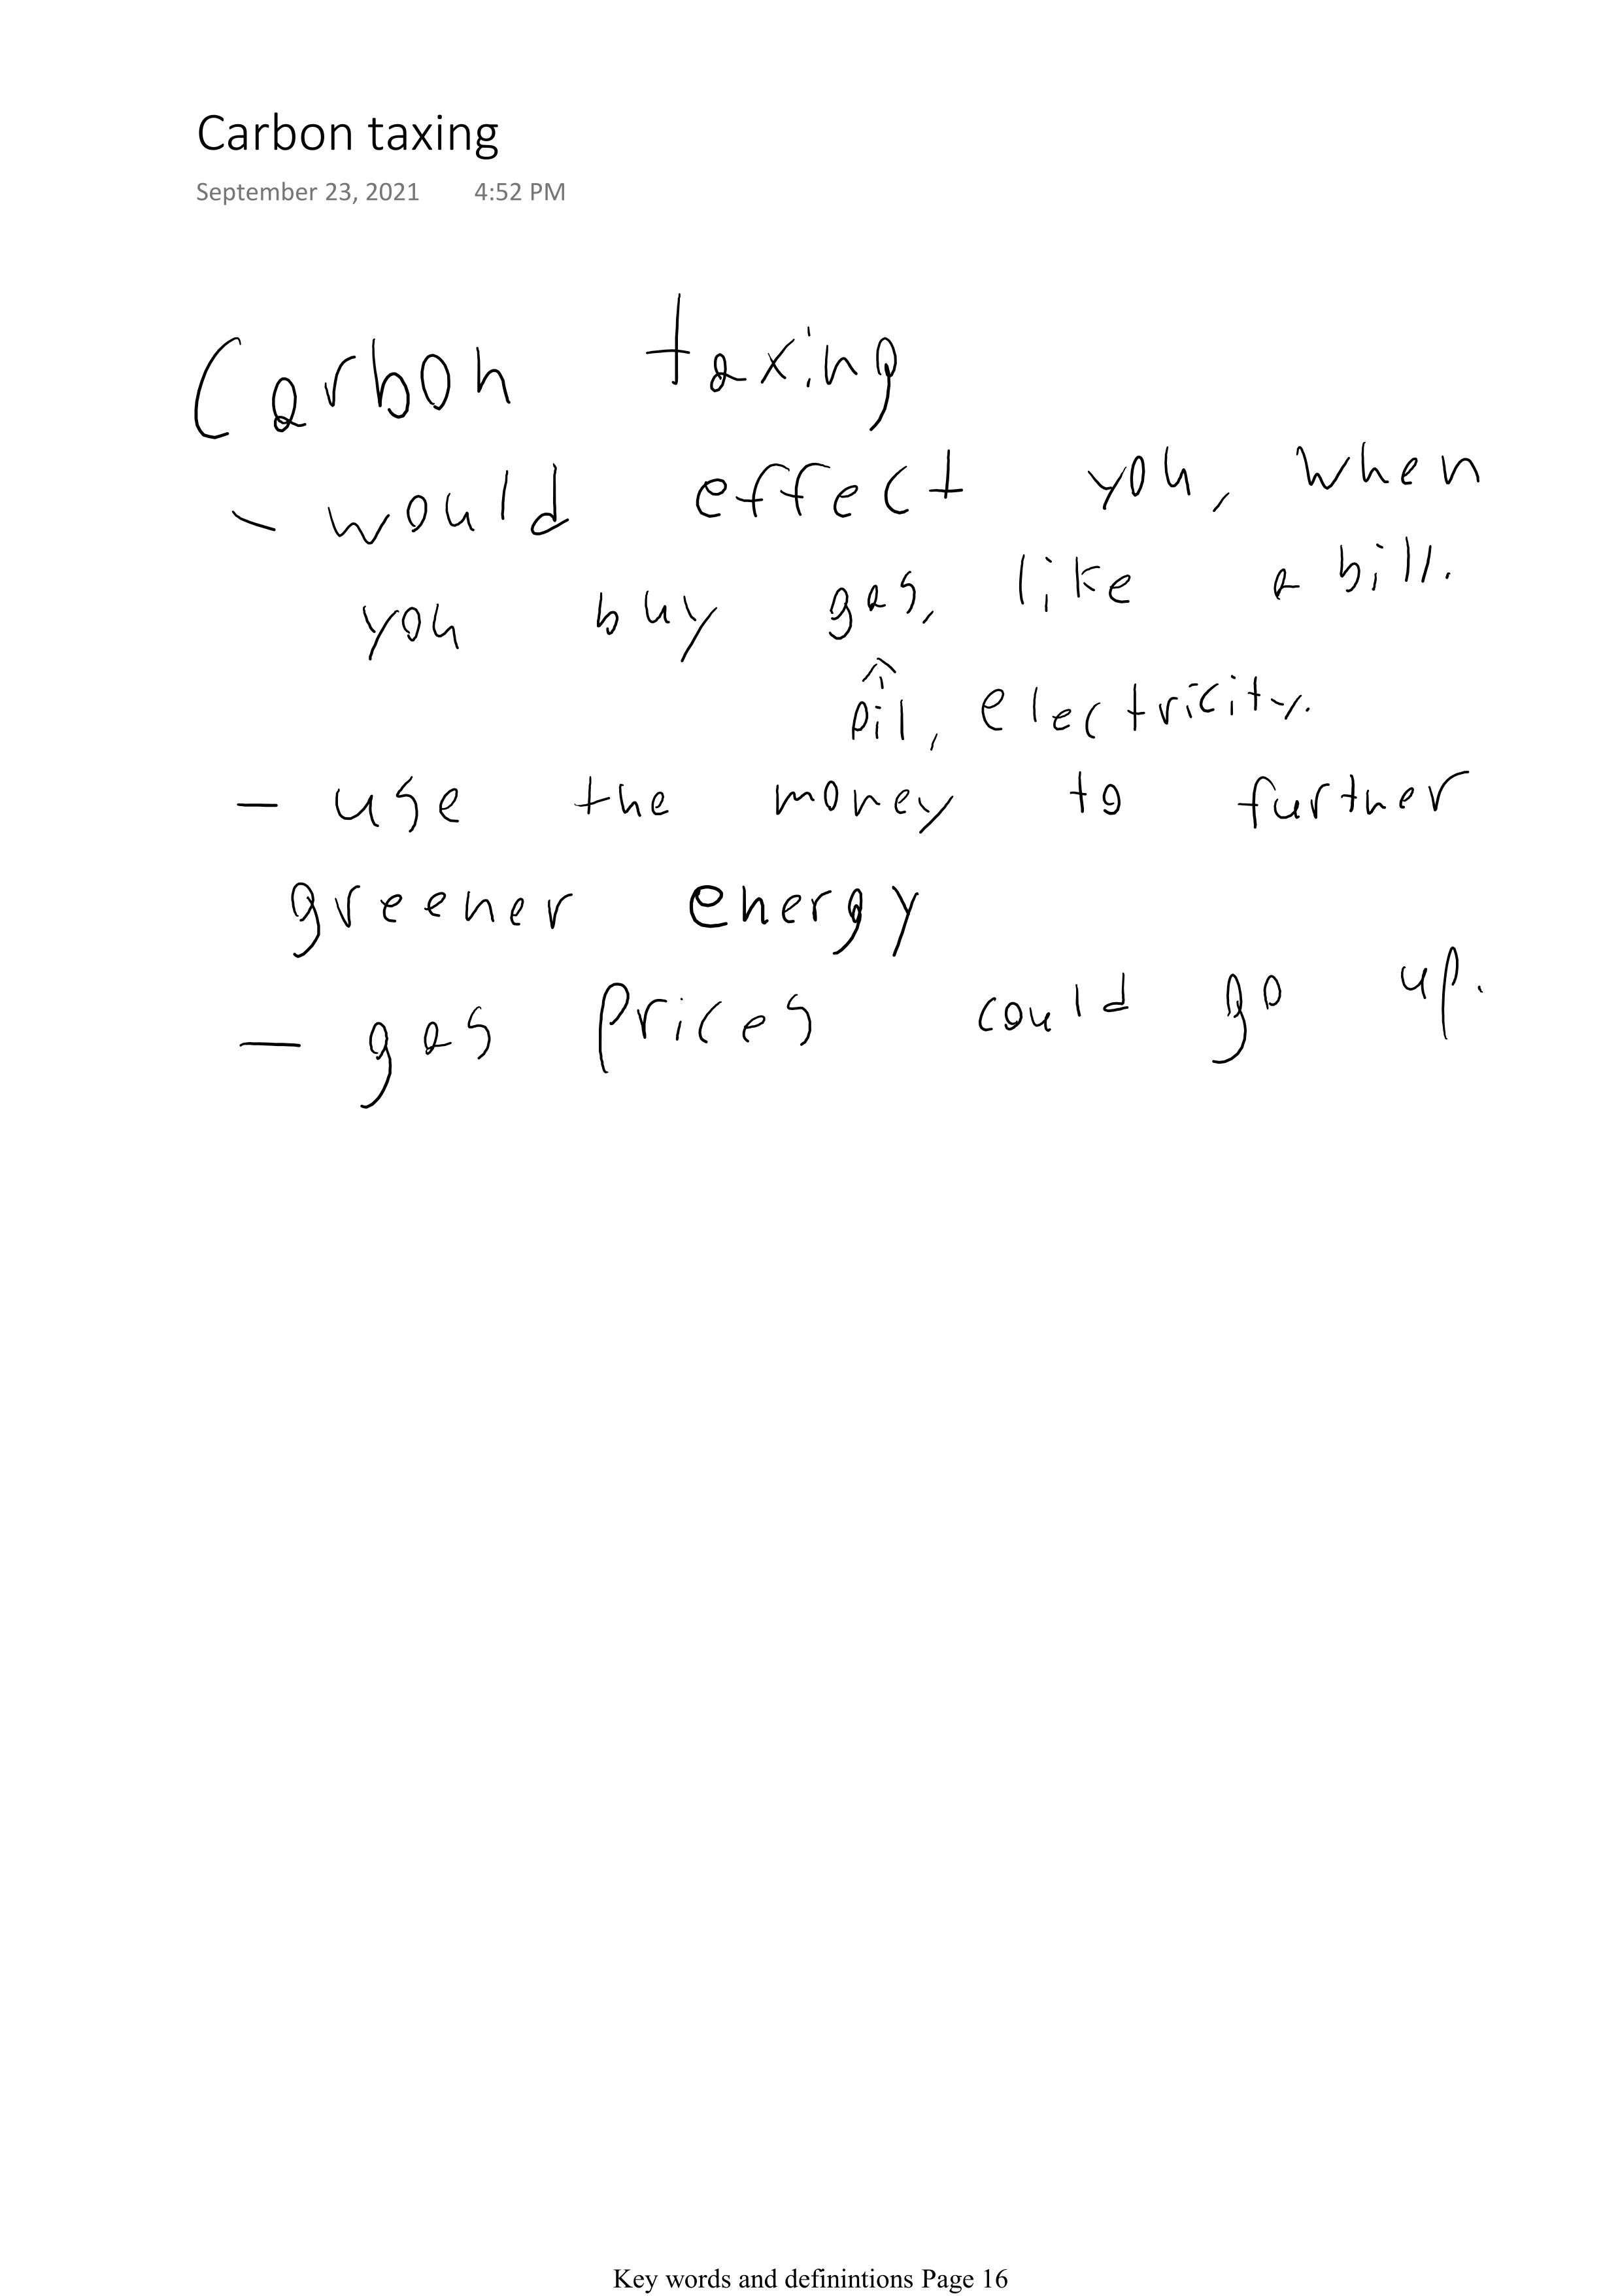 Carbon taxing
September 23, 2021 4:52 PM
Carbon taxing
- would effect you, when
you buy gas, like a bill.
^ oil, electricity.
- use the money to further
greener energy
- gas prices could go up.
Key words and definintions Page 16